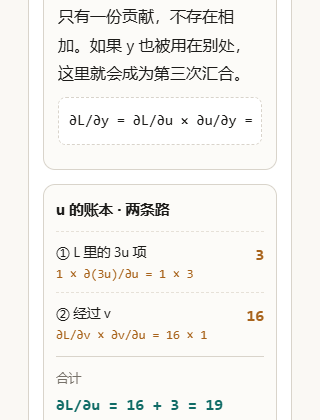 只有一份贡献，不存在相
加。如果 y 也被用在别处，
这里就会成为第三次汇合。
∂L/∂y = ∂L/∂u × ∂u/∂y =
u 的账本 · 两条路
① L 里的 3u 项 3
1 × ∂(3u)/∂u = 1 × 3
② 经过 v 16
∂L/∂v × ∂v/∂u = 16 × 1
合计
∂L/∂u = 16 + 3 = 19